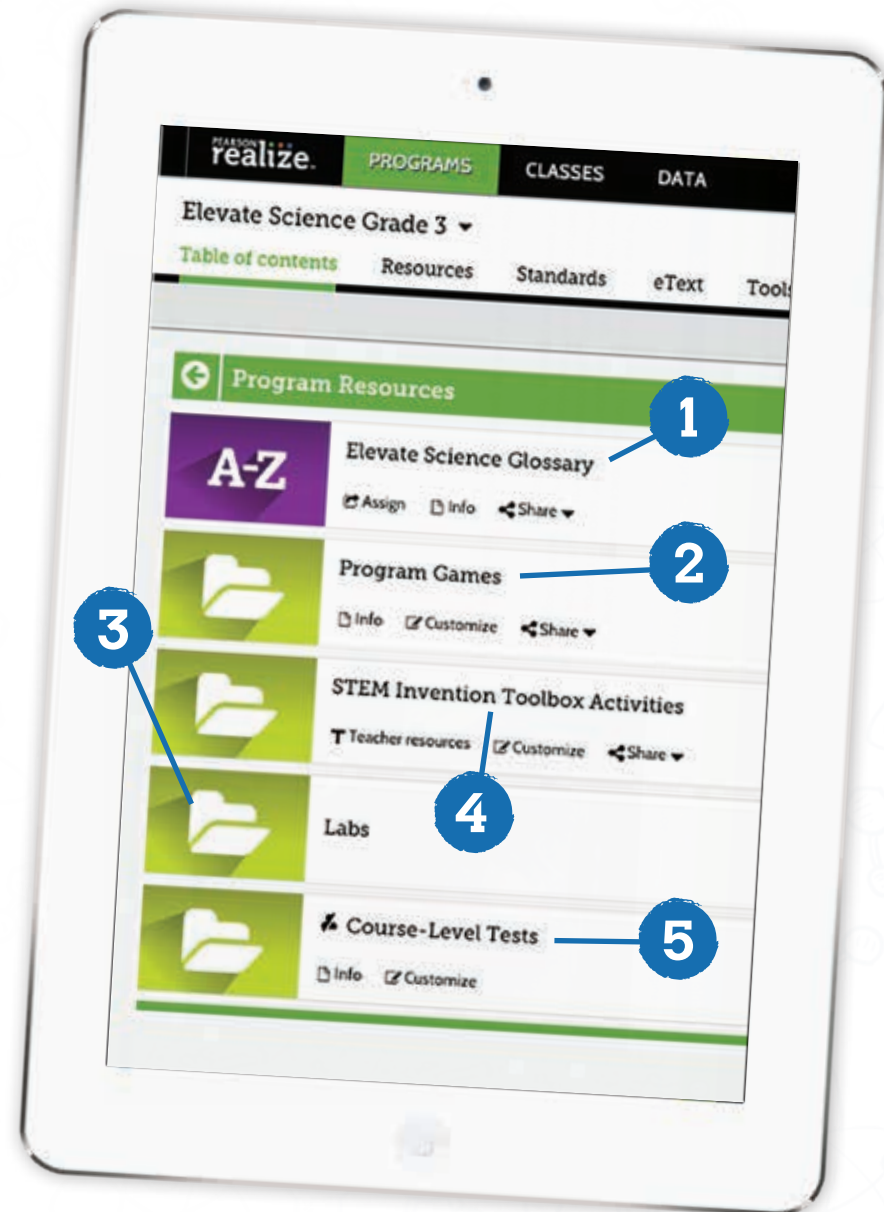 PEARSON
realize.
PROGRAMS CLASSES DATA
Elevate Science Grade 3
Table of contents Resources Standards eText Tools
Program Resources
1
A-Z
Elevate Science Glossary
Assign Info Share
2
Program Games
Info Customize Share
3
STEM Invention Toolbox Activities
T Teacher resources Customize Share
4
Labs
Course-Level Tests
5
Info Customize